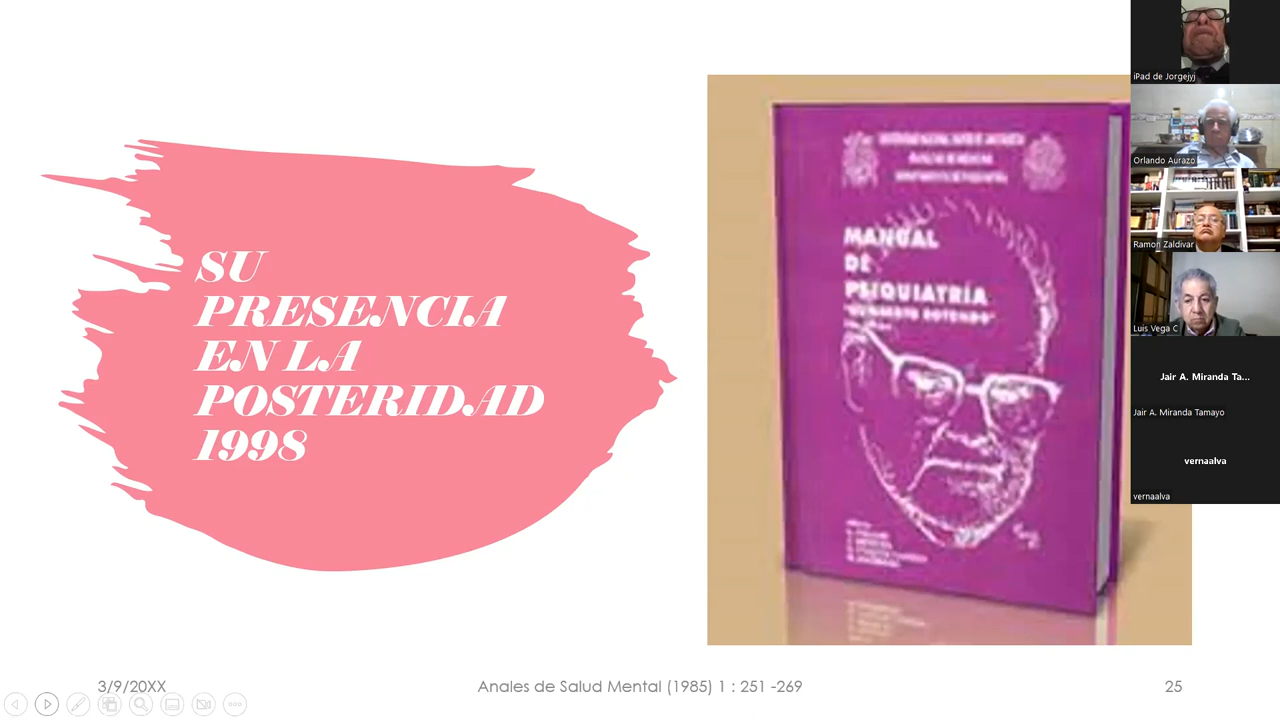 SU
PRESENCIA
EN LA
POSTERIDAD
1998
MANUAL
DE
PSIQUIATRÍA
"HUMBERTO ROTONDO"
3/9/20XX
Anales de Salud Mental (1985) 1 : 251 -269
25
iPad de Jorgejyj
Orlando Aurazo
Ramon Zaldivar
Luis Vega C
Jair A. Miranda Ta...
Jair A. Miranda Tamayo
vernaalva
vernaalva